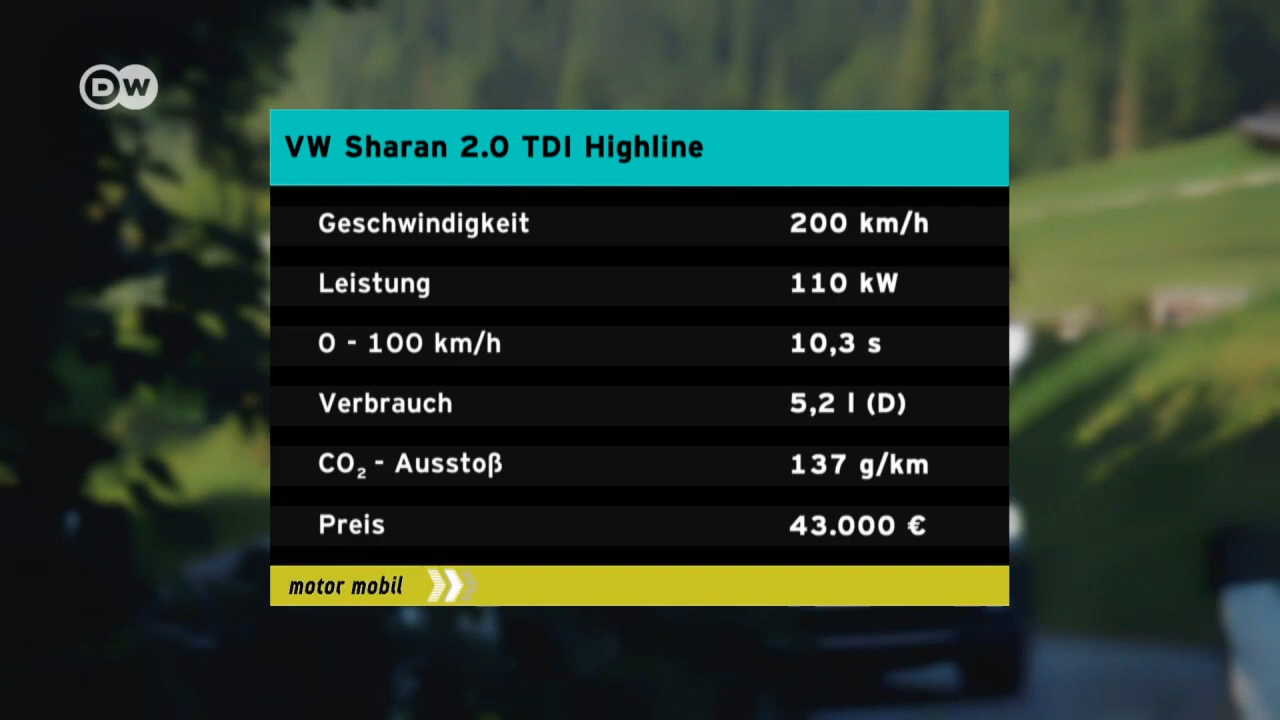 DW
VW Sharan 2.0 TDI Highline
Geschwindigkeit 200 km/h
Leistung 110 kW
0 - 100 km/h 10,3 s
Verbrauch 5,2 l (D)
CO₂ - Ausstoß 137 g/km
Preis 43.000 €
motor mobil